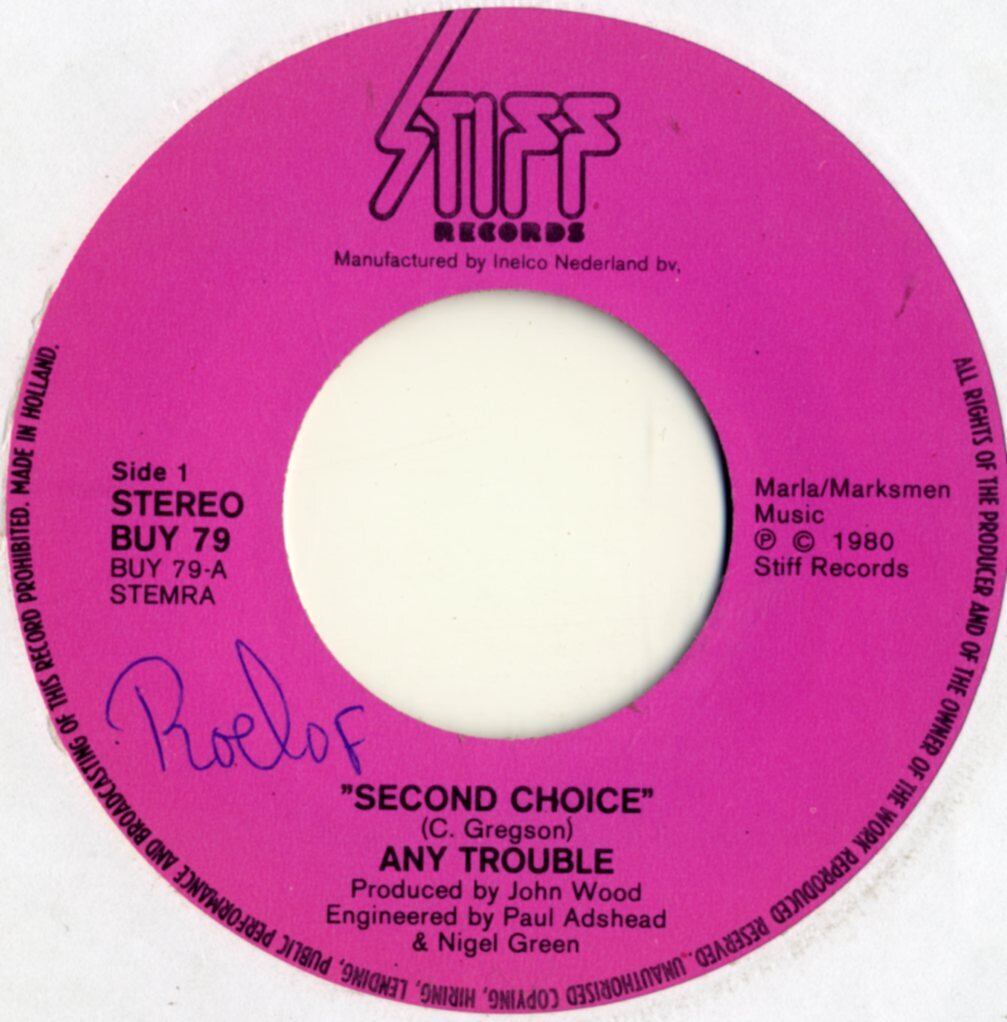 STIFF
RECORDS
Manufactured by Inelco Nederland bv.
Side 1
STEREO
BUY 79
BUY 79-A
STEMRA
Marla/Marksmen
Music
℗ © 1980
Stiff Records
Roelof
"SECOND CHOICE"
(C. Gregson)
ANY TROUBLE
Produced by John Wood
Engineered by Paul Adshead
& Nigel Green
ALL RIGHTS OF THE PRODUCER AND OF THE OWNER OF THE WORK REPRODUCED RESERVED. UNAUTHORISED COPYING, HIRING, LENDING, PUBLIC PERFORMANCE AND BROADCASTING OF THIS RECORD PROHIBITED. MADE IN HOLLAND.